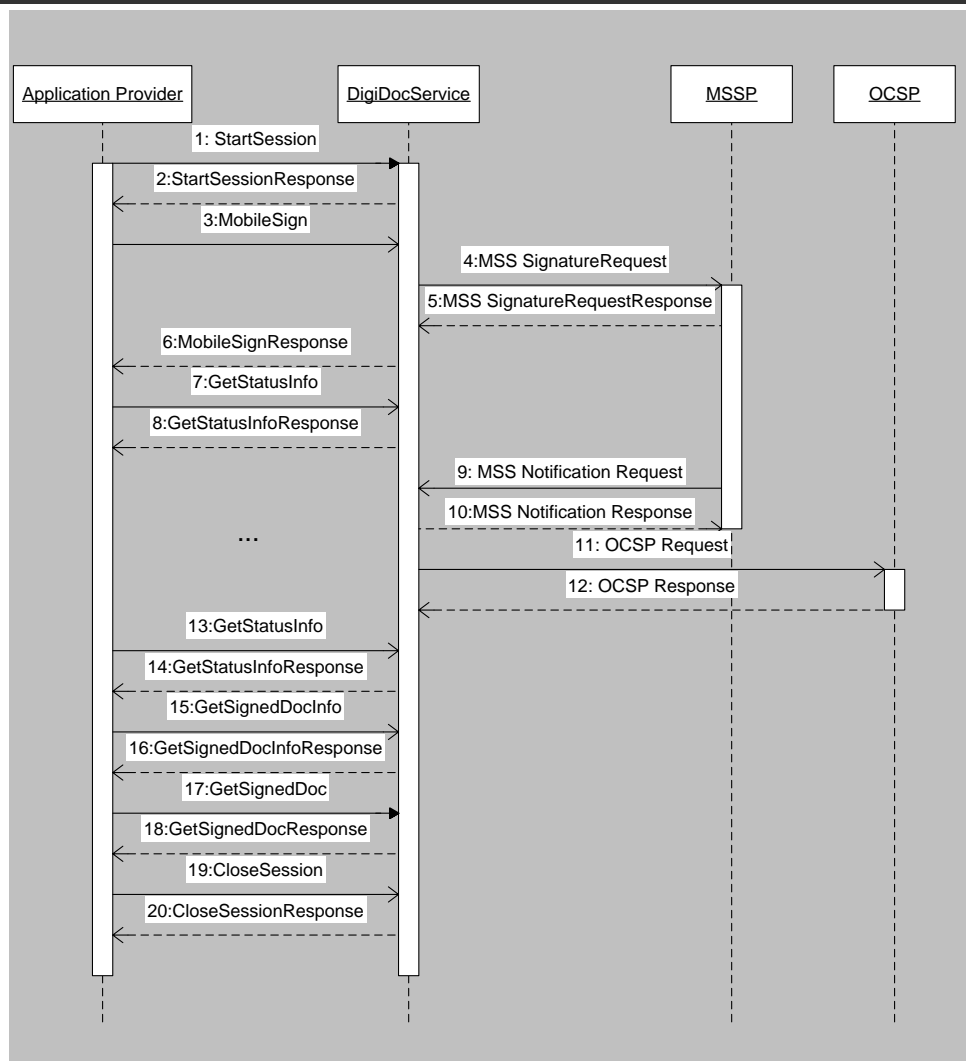 Application Provider
DigiDocService
MSSP
OCSP
1: StartSession
2:StartSessionResponse
3:MobileSign
4:MSS SignatureRequest
5:MSS SignatureRequestResponse
6:MobileSignResponse
7:GetStatusInfo
8:GetStatusInfoResponse
9: MSS Notification Request
10:MSS Notification Response
...
11: OCSP Request
12: OCSP Response
13:GetStatusInfo
14:GetStatusInfoResponse
15:GetSignedDocInfo
16:GetSignedDocInfoResponse
17:GetSignedDoc
18:GetSignedDocResponse
19:CloseSession
20:CloseSessionResponse